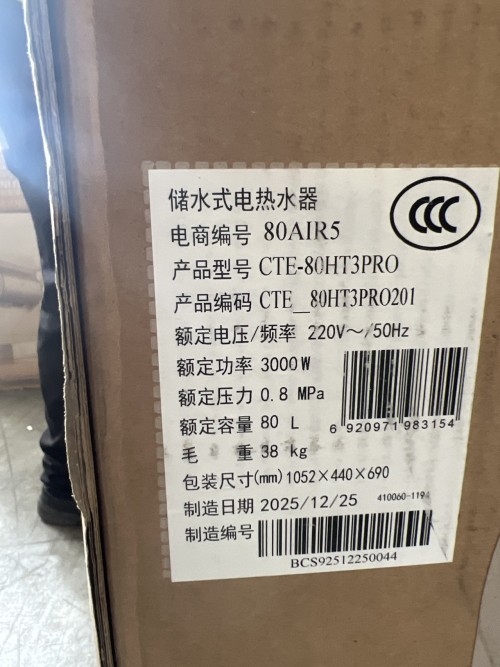 储水式电热水器
CCC
电商编号 80AIR5
产品型号 CTE-80HT3PRO
产品编码 CTE_80HT3PRO201
额定电压/频率 220V～/50Hz
额定功率 3000W
额定压力 0.8 MPa
额定容量 80 L
6 920971 983154
毛 重 38 kg
包装尺寸(mm) 1052×440×690
制造日期 2025/12/25
410060-1194
制造编号
BCS92512250044